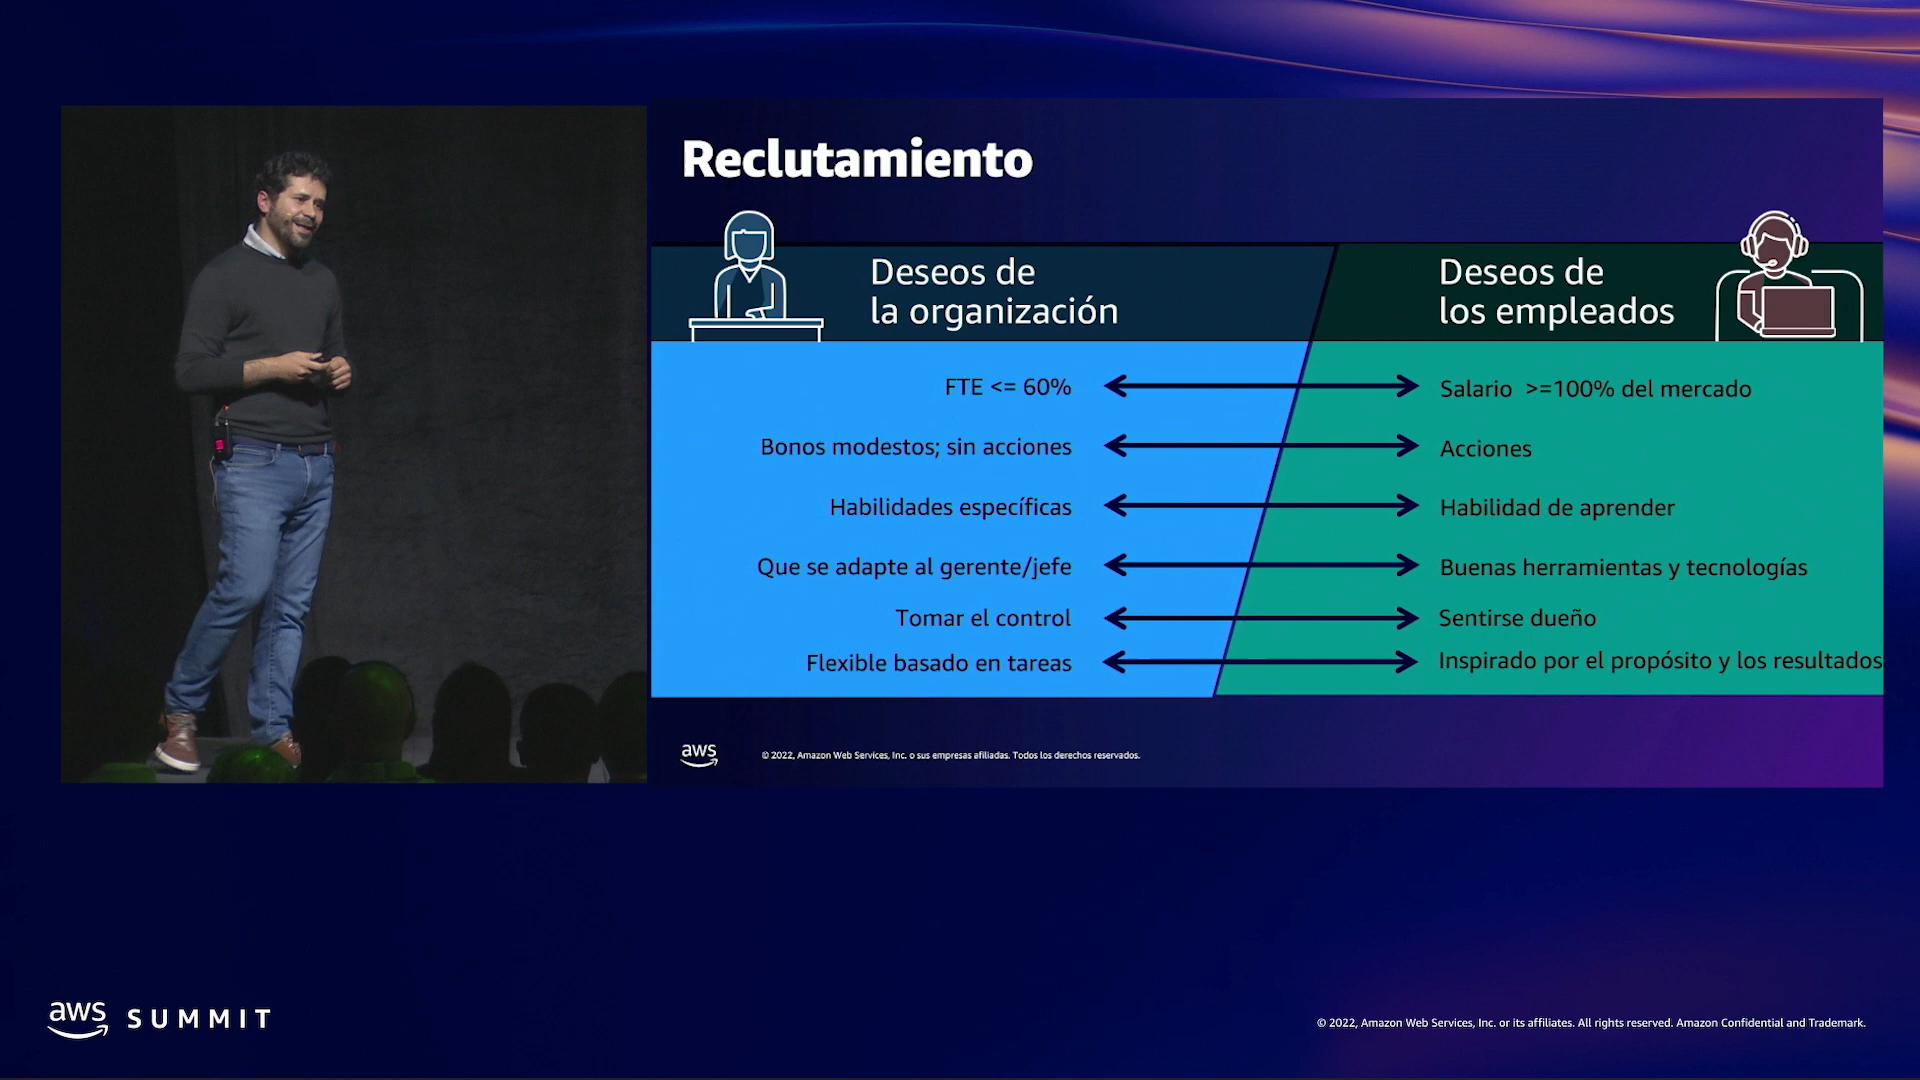 Reclutamiento
Deseos de
la organización
Deseos de
los empleados
FTE <= 60%
Salario >=100% del mercado
Bonos modestos; sin acciones
Acciones
Habilidades específicas
Habilidad de aprender
Que se adapte al gerente/jefe
Buenas herramientas y tecnologías
Tomar el control
Sentirse dueño
Flexible basado en tareas
Inspirado por el propósito y los resultados
aws
© 2022, Amazon Web Services, Inc. o sus empresas afiliadas. Todos los derechos reservados.
aws SUMMIT
© 2022, Amazon Web Services, Inc. or its affiliates. All rights reserved. Amazon Confidential and Trademark.